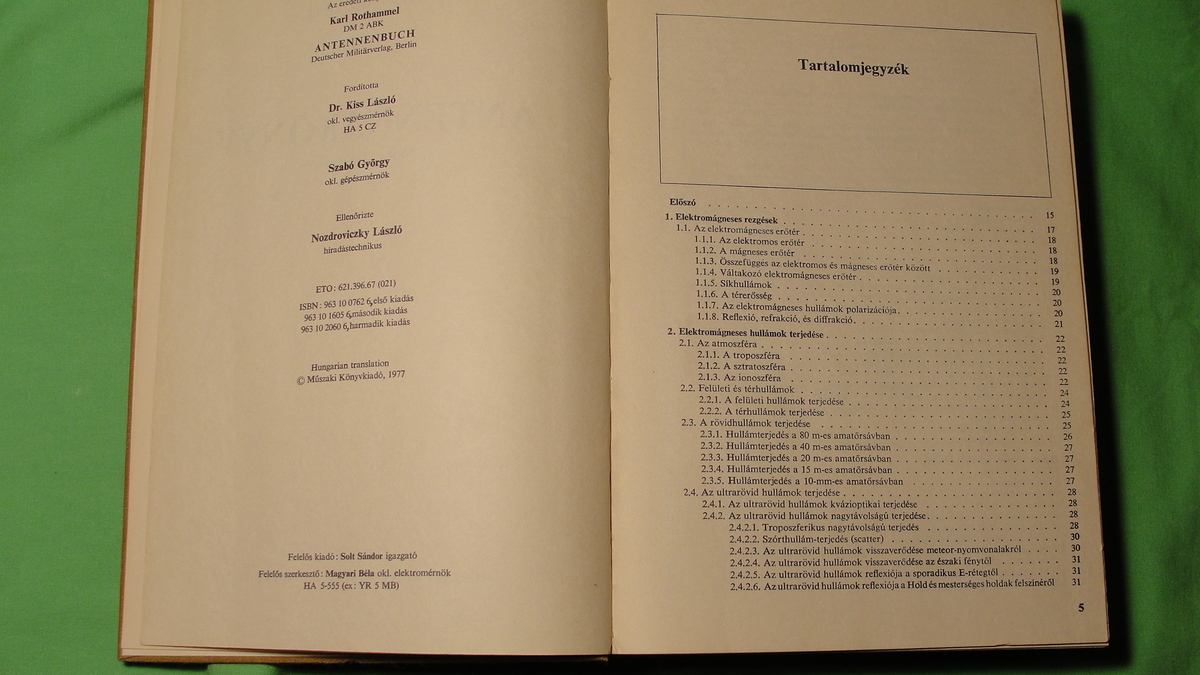 Az eredeti
Karl Rothammel
DM 2 ABK
ANTENNENBUCH
Deutscher Militärverlag, Berlin
Fordította
Dr. Kiss László
okl. vegyészmérnök
HA 5 CZ
Szabó György
okl. gépészmérnök
Ellenőrizte
Nozdroviczky László
híradástechnikus
ETO: 621.396.67 (021)
ISBN: 963 10 0762 6, első kiadás
963 10 1605 6, második kiadás
963 10 2060 6, harmadik kiadás
Hungarian translation
© Műszaki Könyvkiadó, 1977
Felelős kiadó: Solt Sándor igazgató
Felelős szerkesztő: Magyari Béla okl. elektromérnök
HA 5-555 (ex: YR 5 MB)
Tartalomjegyzék
Előszó . . . . 15
1. Elektromágneses rezgések . . . . 17
1.1. Az elektromágneses erőtér . . . . 18
1.1.1. Az elektromos erőtér . . . . 18
1.1.2. A mágneses erőtér . . . . 18
1.1.3. Összefüggés az elektromos és mágneses erőtér között . . . . 19
1.1.4. Váltakozó elektromágneses erőtér . . . . 19
1.1.5. Síkhullámok . . . . 20
1.1.6. A térerősség . . . . 20
1.1.7. Az elektromágneses hullámok polarizációja . . . . 20
1.1.8. Reflexió, refrakció, és diffrakció . . . . 21
2. Elektromágneses hullámok terjedése . . . . 22
2.1. Az atmoszféra . . . . 22
2.1.1. A troposzféra . . . . 22
2.1.2. A sztratoszféra . . . . 22
2.1.3. Az ionoszféra . . . . 22
2.2. Felületi és térhullámok . . . . 24
2.2.1. A felületi hullámok terjedése . . . . 24
2.2.2. A térhullámok terjedése . . . . 25
2.3. A rövidhullámok terjedése . . . . 25
2.3.1. Hullámterjedés a 80 m-es amatőrsávban . . . . 26
2.3.2. Hullámterjedés a 40 m-es amatőrsávban . . . . 27
2.3.3. Hullámterjedés a 20 m-es amatőrsávban . . . . 27
2.3.4. Hullámterjedés a 15 m-es amatőrsávban . . . . 27
2.3.5. Hullámterjedés a 10-mm-es amatőrsávban . . . . 27
2.4. Az ultrarövid hullámok terjedése . . . . 28
2.4.1. Az ultrarövid hullámok kvázioptikai terjedése . . . . 28
2.4.2. Az ultrarövid hullámok nagytávolságú terjedése . . . . 28
2.4.2.1. Troposzferikus nagytávolságú terjedés . . . . 28
2.4.2.2. Szórthullám-terjedés (scatter) . . . . 30
2.4.2.3. Az ultrarövid hullámok visszaverődése meteor-nyomvonalakról . . . . 30
2.4.2.4. Az ultrarövid hullámok visszaverődése az északi fénytől . . . . 31
2.4.2.5. Az ultrarövid hullámok reflexiója a sporadikus E-rétegtől . . . . 31
2.4.2.6. Az ultrarövid hullámok reflexiója a Hold és mesterséges holdak felszínéről 31
5